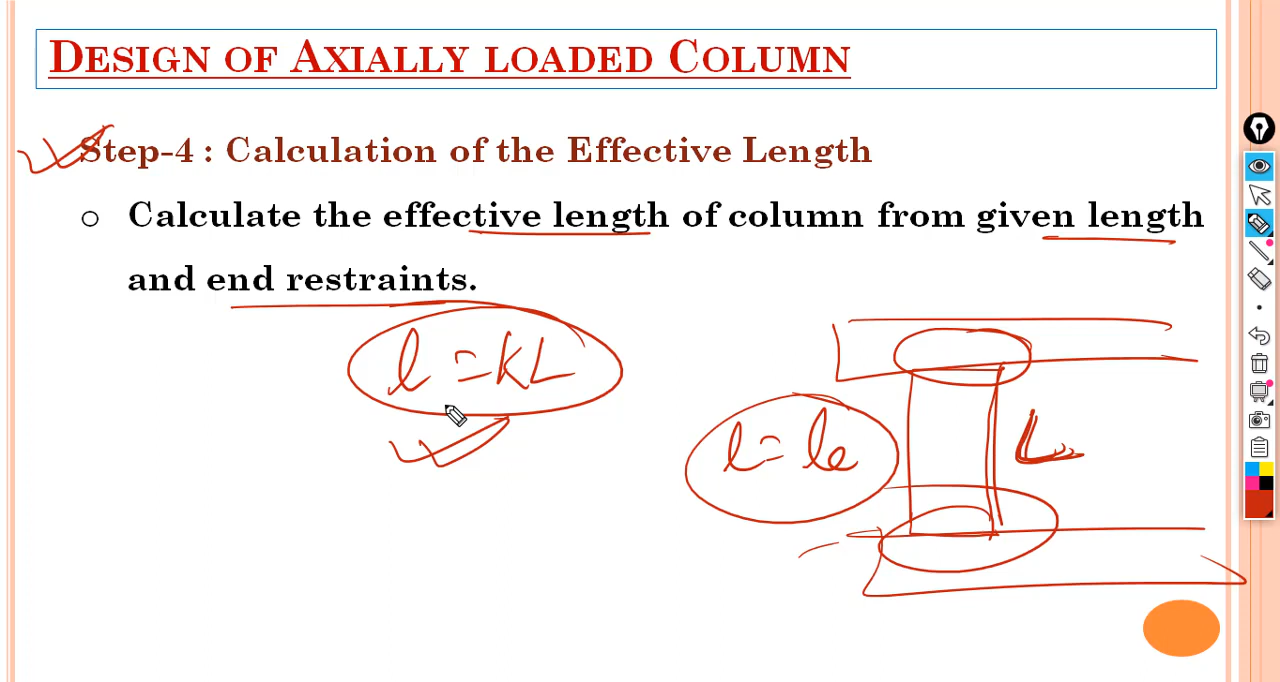 DESIGN OF AXIALLY LOADED COLUMN
Step-4 : Calculation of the Effective Length
Calculate the effective length of column from given length
and end restraints.
l = KL
l = le
L